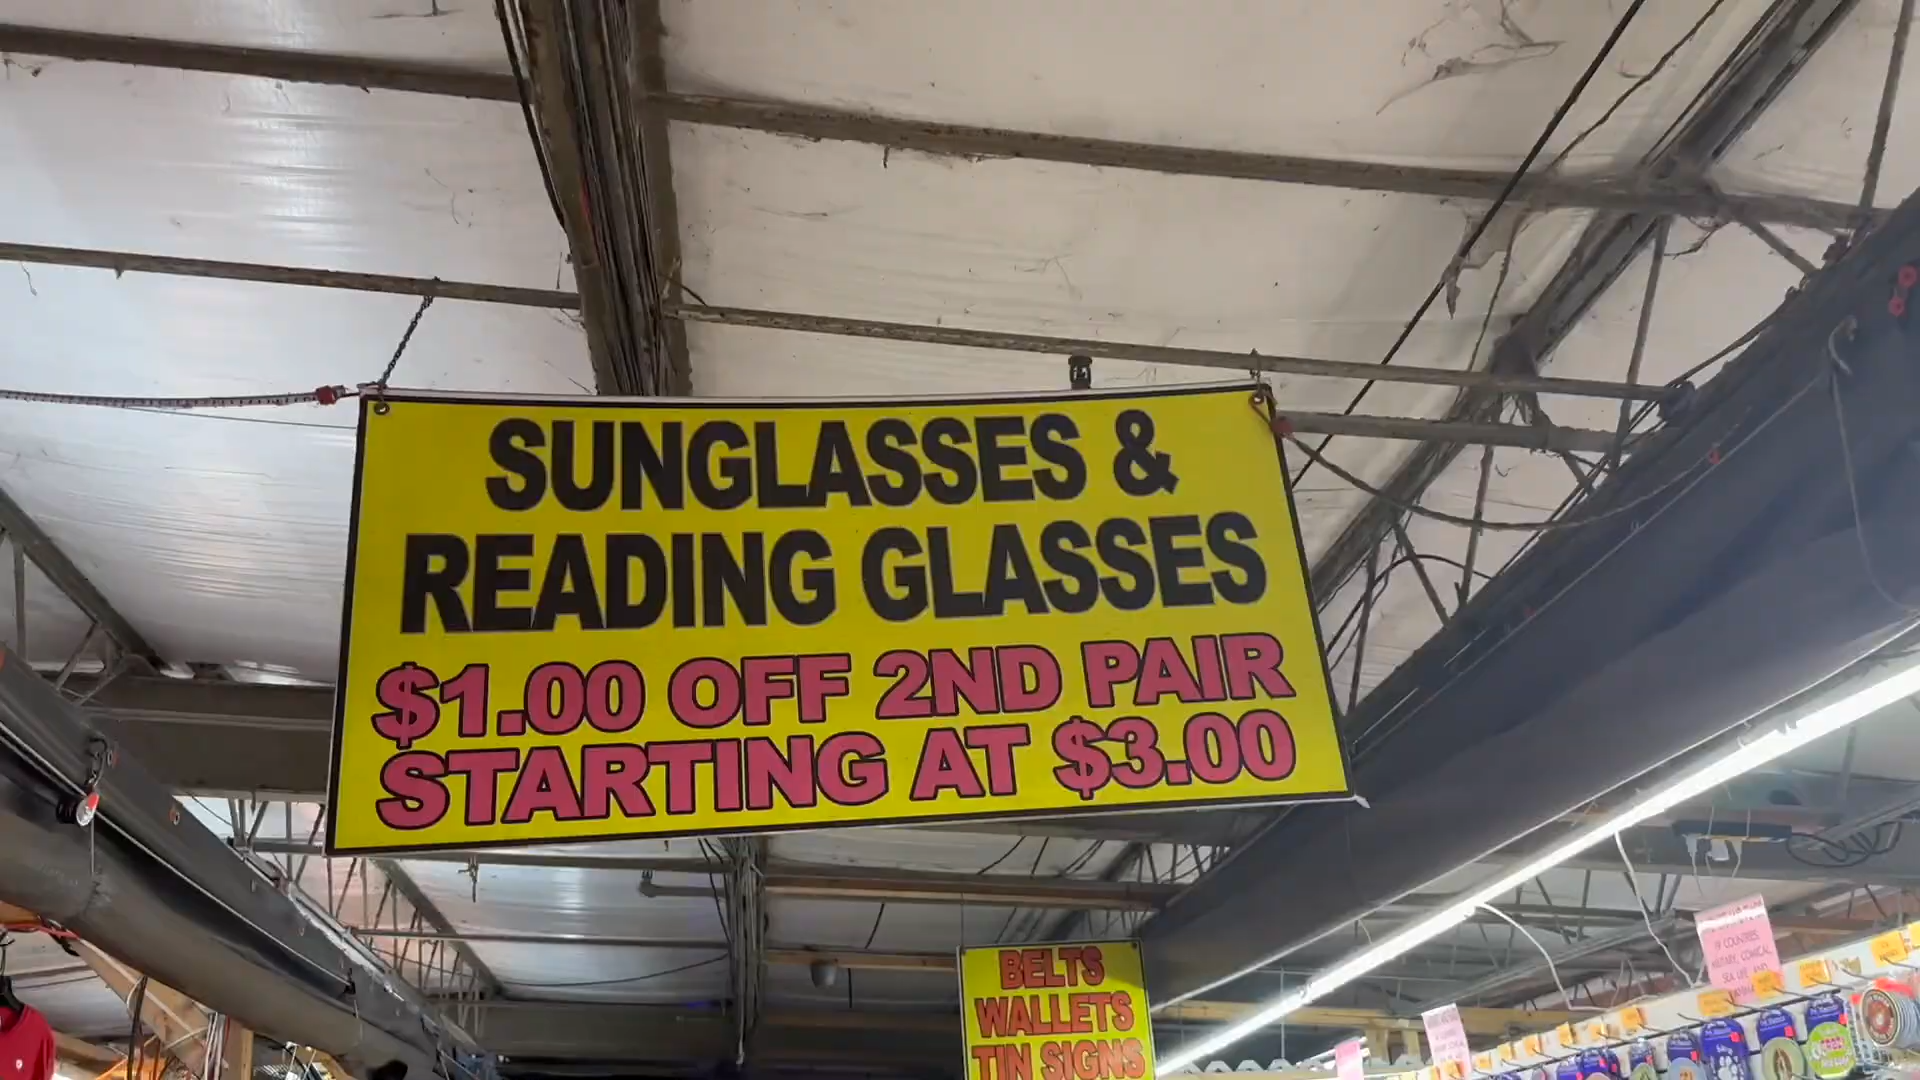 SUNGLASSES &
READING GLASSES
$1.00 OFF 2ND PAIR
STARTING AT $3.00
BELTS
WALLETS
TIN SIGNS